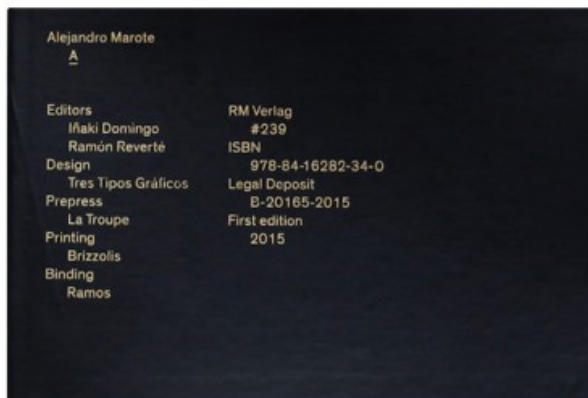 Alejandro Marote
A
Editors
Iñaki Domingo
Ramón Reverté
Design
Tres Tipos Gráficos
Prepress
La Troupe
Printing
Brizzolis
Binding
Ramos
RM Verlag
#239
ISBN
978-84-16282-34-0
Legal Deposit
B-20165-2015
First edition
2015